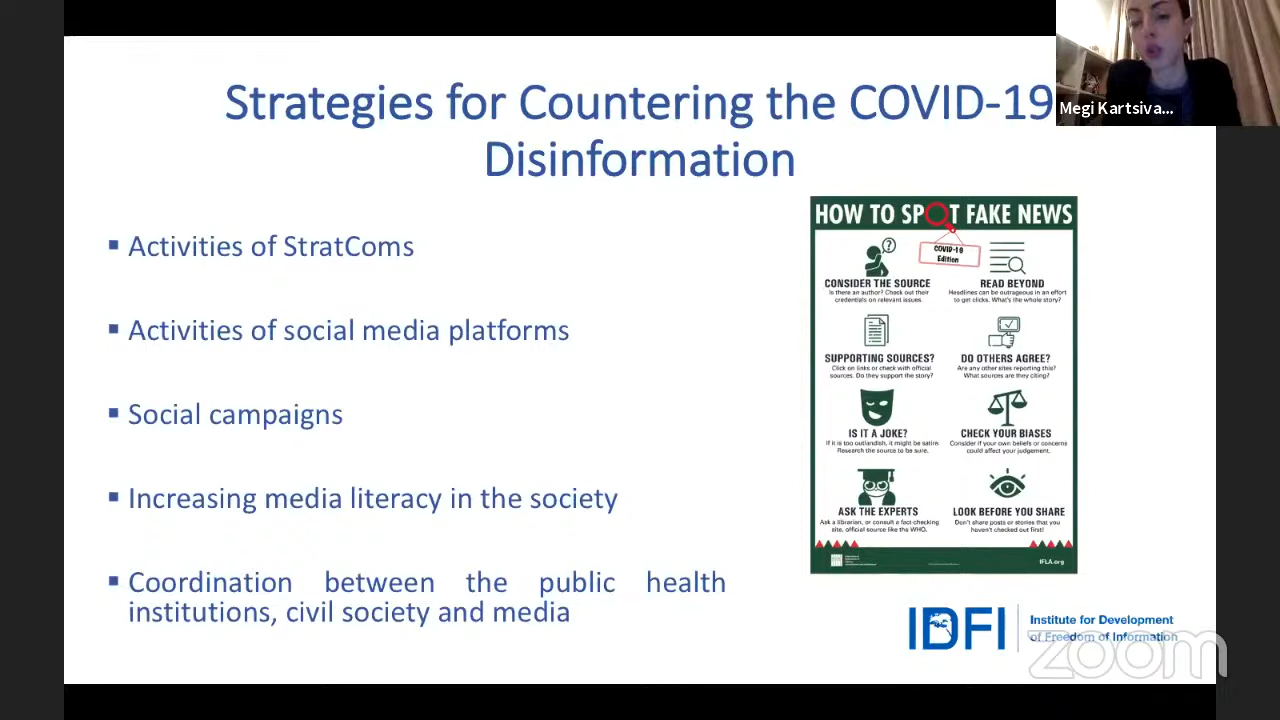 Strategies for Countering the COVID-19
Disinformation
Megi Kartsiva...
▪ Activities of StratComs
▪ Activities of social media platforms
▪ Social campaigns
▪ Increasing media literacy in the society
▪ Coordination between the public health
institutions, civil society and media
HOW TO SPOT FAKE NEWS
COVID-19
Edition
CONSIDER THE SOURCE
Is there an author? Check out their
credentials on relevant issues.
READ BEYOND
Headlines can be outrageous in an effort
to get clicks. What's the whole story?
SUPPORTING SOURCES?
Click on links or check with official
sources. Do they support the story?
DO OTHERS AGREE?
Are any other sites reporting this?
What sources are they citing?
IS IT A JOKE?
If it is too outlandish, it might be satire.
Research the source to be sure.
CHECK YOUR BIASES
Consider if your own beliefs or concerns
could affect your judgement.
ASK THE EXPERTS
Ask a librarian, or consult a fact-checking
site, official source like the WHO.
LOOK BEFORE YOU SHARE
Don't share posts or stories that you
haven't checked out first!
IFLA.org
IDFI
Institute for Development
of Freedom of Information
zoom